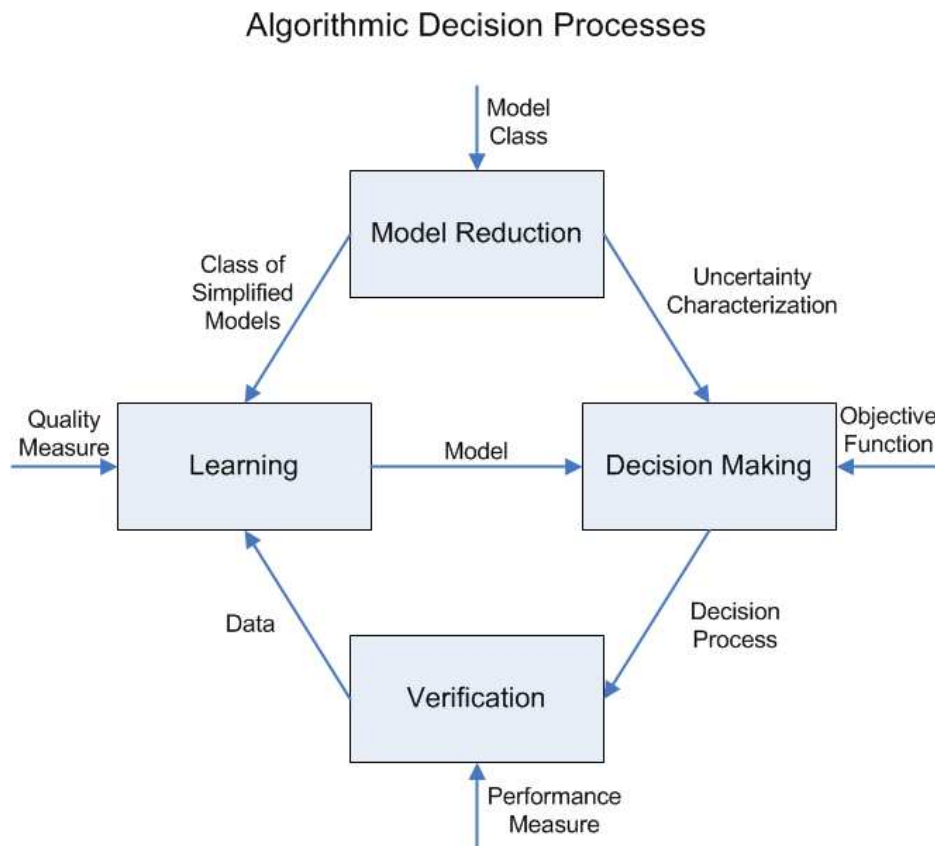 Algorithmic Decision Processes
Model
Class
Model Reduction
Class of
Simplified
Models
Uncertainty
Characterization
Quality
Measure
Learning
Model
Decision Making
Objective
Function
Data
Decision
Process
Verification
Performance
Measure